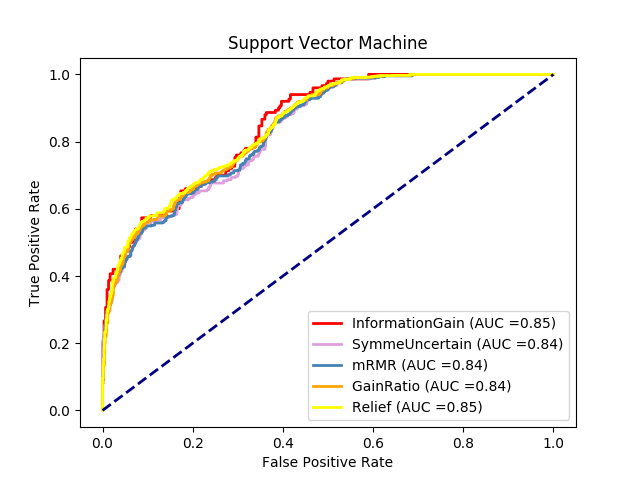 Support Vector Machine
1.0
0.8
0.6
0.4
0.2
0.0
True Positive Rate
InformationGain (AUC =0.85)
SymmeUncertain (AUC =0.84)
mRMR (AUC =0.84)
GainRatio (AUC =0.84)
Relief (AUC =0.85)
0.0 0.2 0.4 0.6 0.8 1.0
False Positive Rate